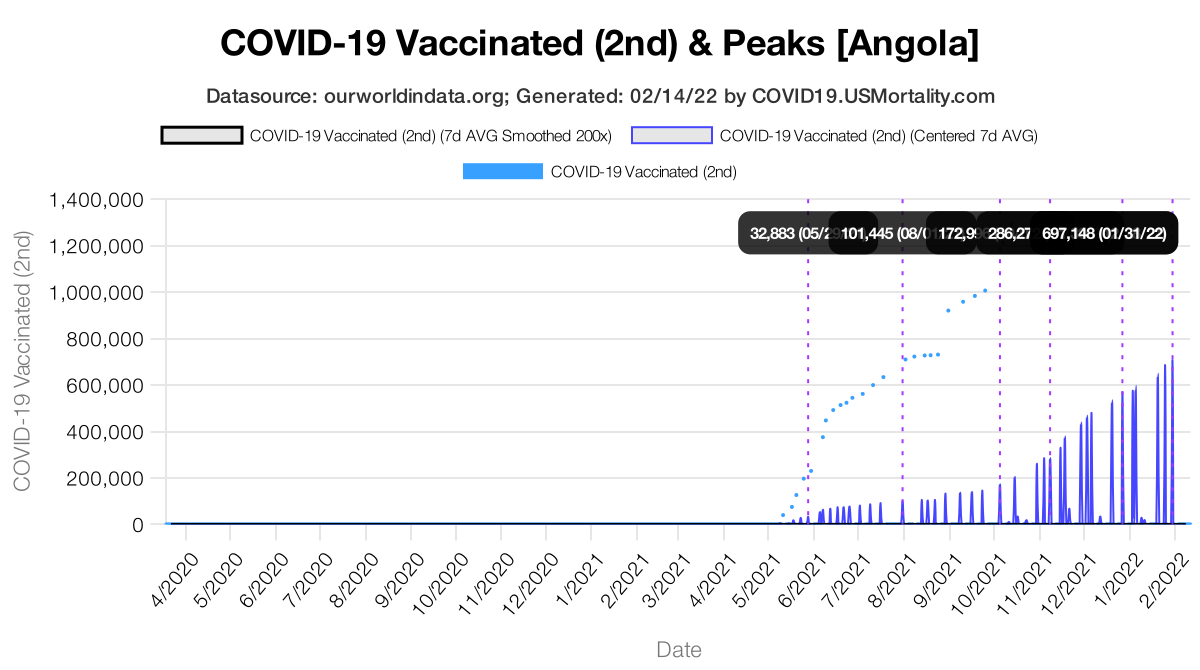 COVID-19 Vaccinated (2nd) & Peaks [Angola]
Datasource: ourworldindata.org; Generated: 02/14/22 by COVID19.USMortality.com
COVID-19 Vaccinated (2nd) (7d AVG Smoothed 200x) COVID-19 Vaccinated (2nd) (Centered 7d AVG)
COVID-19 Vaccinated (2nd)
COVID-19 Vaccinated (2nd)
1,400,000
1,200,000
1,000,000
800,000
600,000
400,000
200,000
0
32,883 (05/2 101,445 (08/0 172,9 286,27 697,148 (01/31/22)
4/2020 5/2020 6/2020 7/2020 8/2020 9/2020 10/2020 11/2020 12/2020 1/2021 2/2021 3/2021 4/2021 5/2021 6/2021 7/2021 8/2021 9/2021 10/2021 11/2021 12/2021 1/2022 2/2022
Date